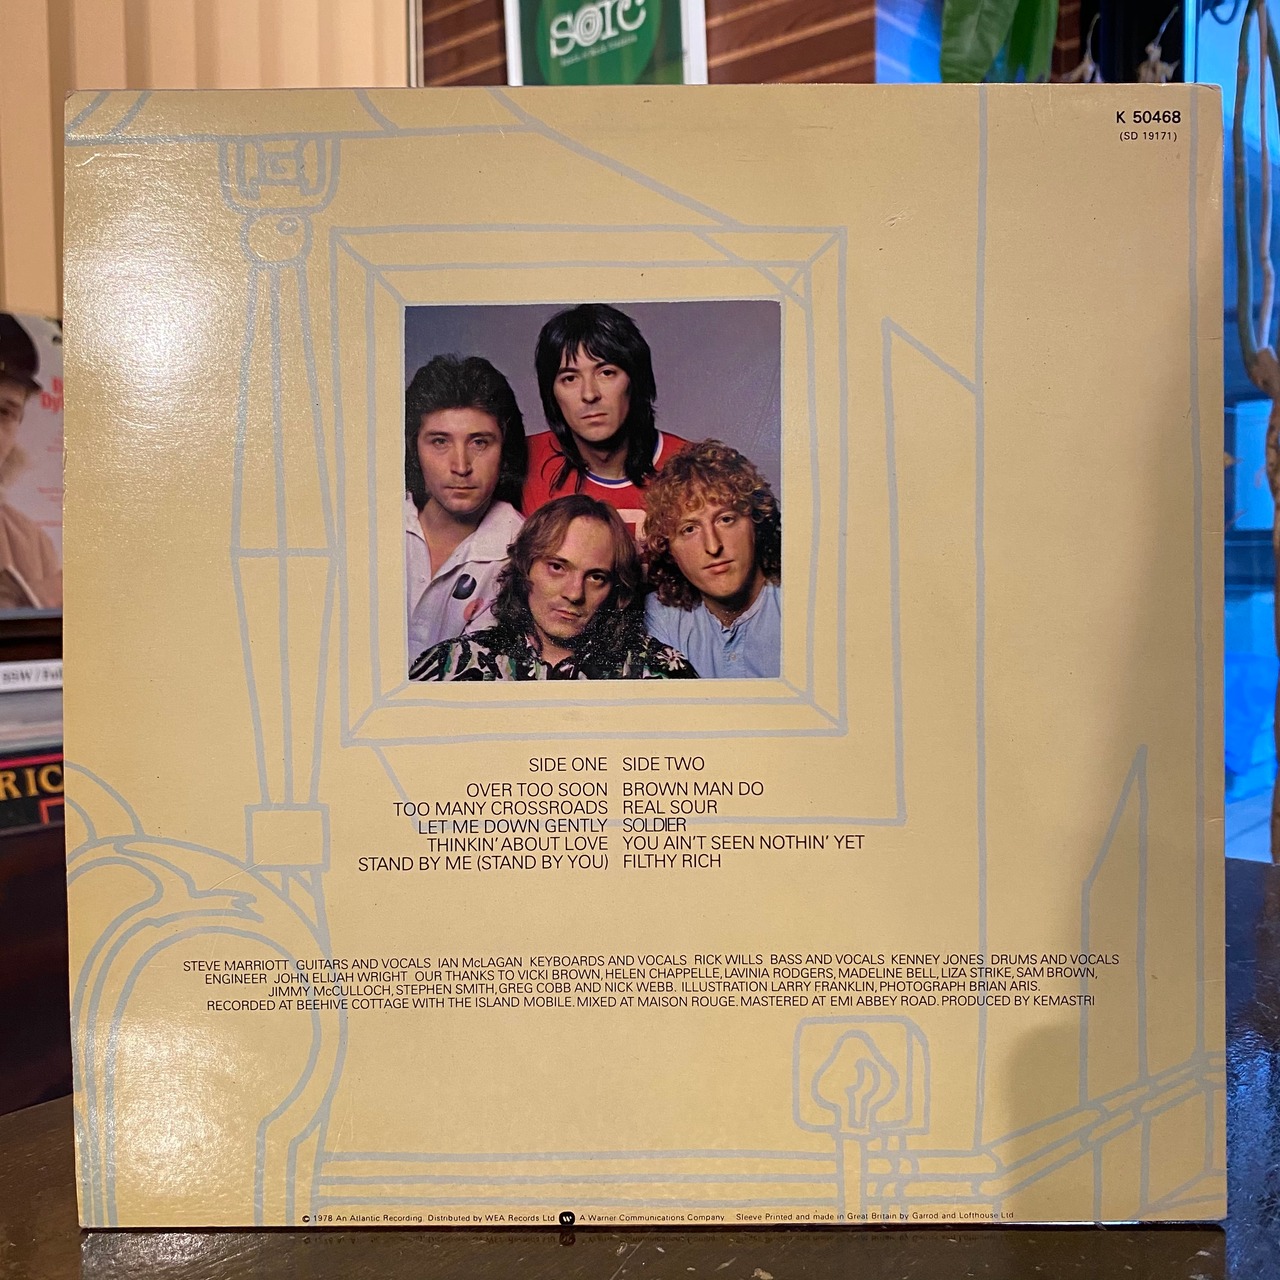 SORC
K 50468
(SD 19171)
SSW / Fol
RIC
SIDE ONE SIDE TWO
OVER TOO SOON BROWN MAN DO
TOO MANY CROSSROADS REAL SOUR
LET ME DOWN GENTLY SOLDIER
THINKIN' ABOUT LOVE YOU AIN'T SEEN NOTHIN' YET
STAND BY ME (STAND BY YOU) FILTHY RICH
STEVE MARRIOTT GUITARS AND VOCALS IAN McLAGAN KEYBOARDS AND VOCALS RICK WILLS BASS AND VOCALS KENNEY JONES DRUMS AND VOCALS
ENGINEER JOHN ELIJAH WRIGHT OUR THANKS TO VICKI BROWN, HELEN CHAPPELLE, LAVINIA RODGERS, MADELINE BELL, LIZA STRIKE, SAM BROWN,
JIMMY McCULLOCH, STEPHEN SMITH, GREG COBB AND NICK WEBB. ILLUSTRATION LARRY FRANKLIN, PHOTOGRAPH BRIAN ARIS.
RECORDED AT BEEHIVE COTTAGE WITH THE ISLAND MOBILE. MIXED AT MAISON ROUGE. MASTERED AT EMI ABBEY ROAD. PRODUCED BY KEMASTRI
© 1978 An Atlantic Recording. Distributed by WEA Records Ltd A Warner Communications Company Sleeve Printed and made in Great Britain by Garrod and Lofthouse Ltd